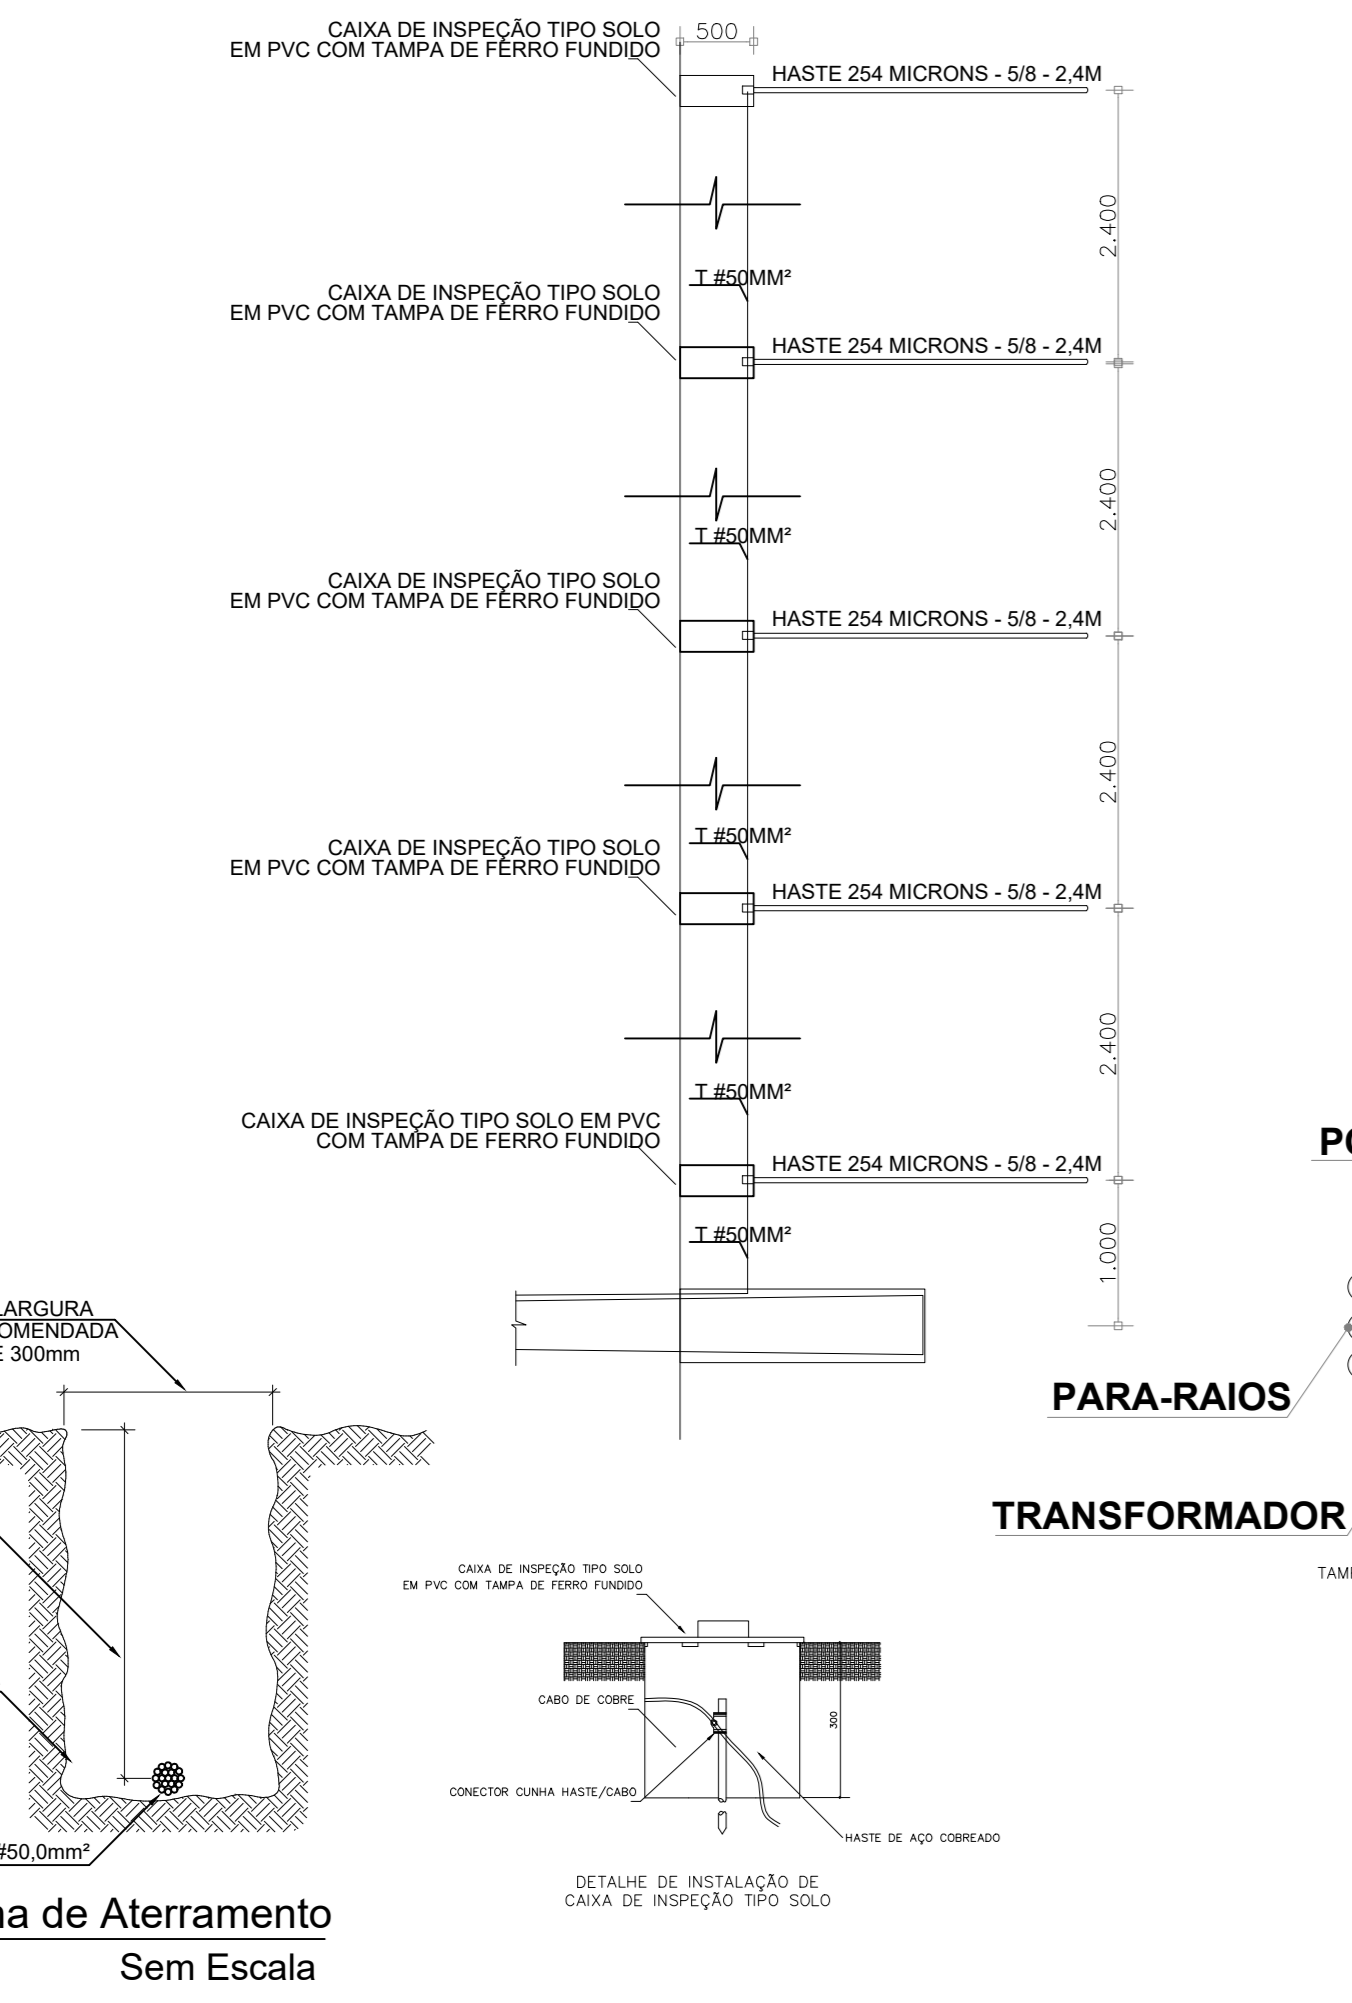 CAIXA DE INSPEÇÃO TIPO SOLO
EM PVC COM TAMPA DE FERRO FUNDIDO
500
HASTE 254 MICRONS - 5/8 - 2,4M
2.400
T #50MM²
CAIXA DE INSPEÇÃO TIPO SOLO
EM PVC COM TAMPA DE FERRO FUNDIDO
HASTE 254 MICRONS - 5/8 - 2,4M
2.400
T #50MM²
CAIXA DE INSPEÇÃO TIPO SOLO
EM PVC COM TAMPA DE FERRO FUNDIDO
HASTE 254 MICRONS - 5/8 - 2,4M
2.400
T #50MM²
CAIXA DE INSPEÇÃO TIPO SOLO
EM PVC COM TAMPA DE FERRO FUNDIDO
HASTE 254 MICRONS - 5/8 - 2,4M
2.400
T #50MM²
CAIXA DE INSPEÇÃO TIPO SOLO EM PVC
COM TAMPA DE FERRO FUNDIDO
HASTE 254 MICRONS - 5/8 - 2,4M
T #50MM²
1.000
LARGURA
300mm
PARA-RAIOS
TRANSFORMADOR
CAIXA DE INSPEÇÃO TIPO SOLO
EM PVC COM TAMPA DE FERRO FUNDIDO
CABO DE COBRE
300
CONECTOR CUNHA HASTE/CABO
HASTE DE AÇO COBREADO
DETALHE DE INSTALAÇÃO DE
CAIXA DE INSPEÇÃO TIPO SOLO
#50,0mm²
de Aterramento
Sem Escala